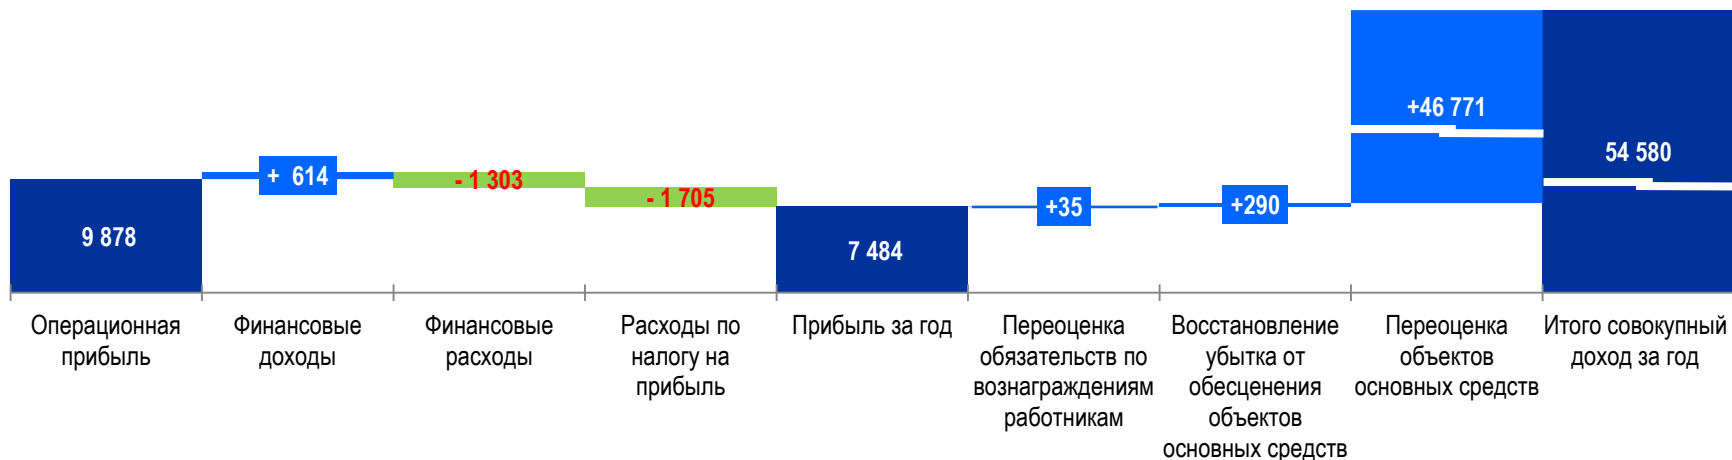 +46 771
54 580
+ 614
- 1 303
- 1 705
+35
+290
9 878
7 484
Операционная
прибыль
Финансовые
доходы
Финансовые
расходы
Расходы по
налогу на
прибыль
Прибыль за год
Переоценка
обязательств по
вознаграждениям
работникам
Восстановление
убытка от
обесценения
объектов
основных средств
Переоценка
объектов
основных средств
Итого совокупный
доход за год